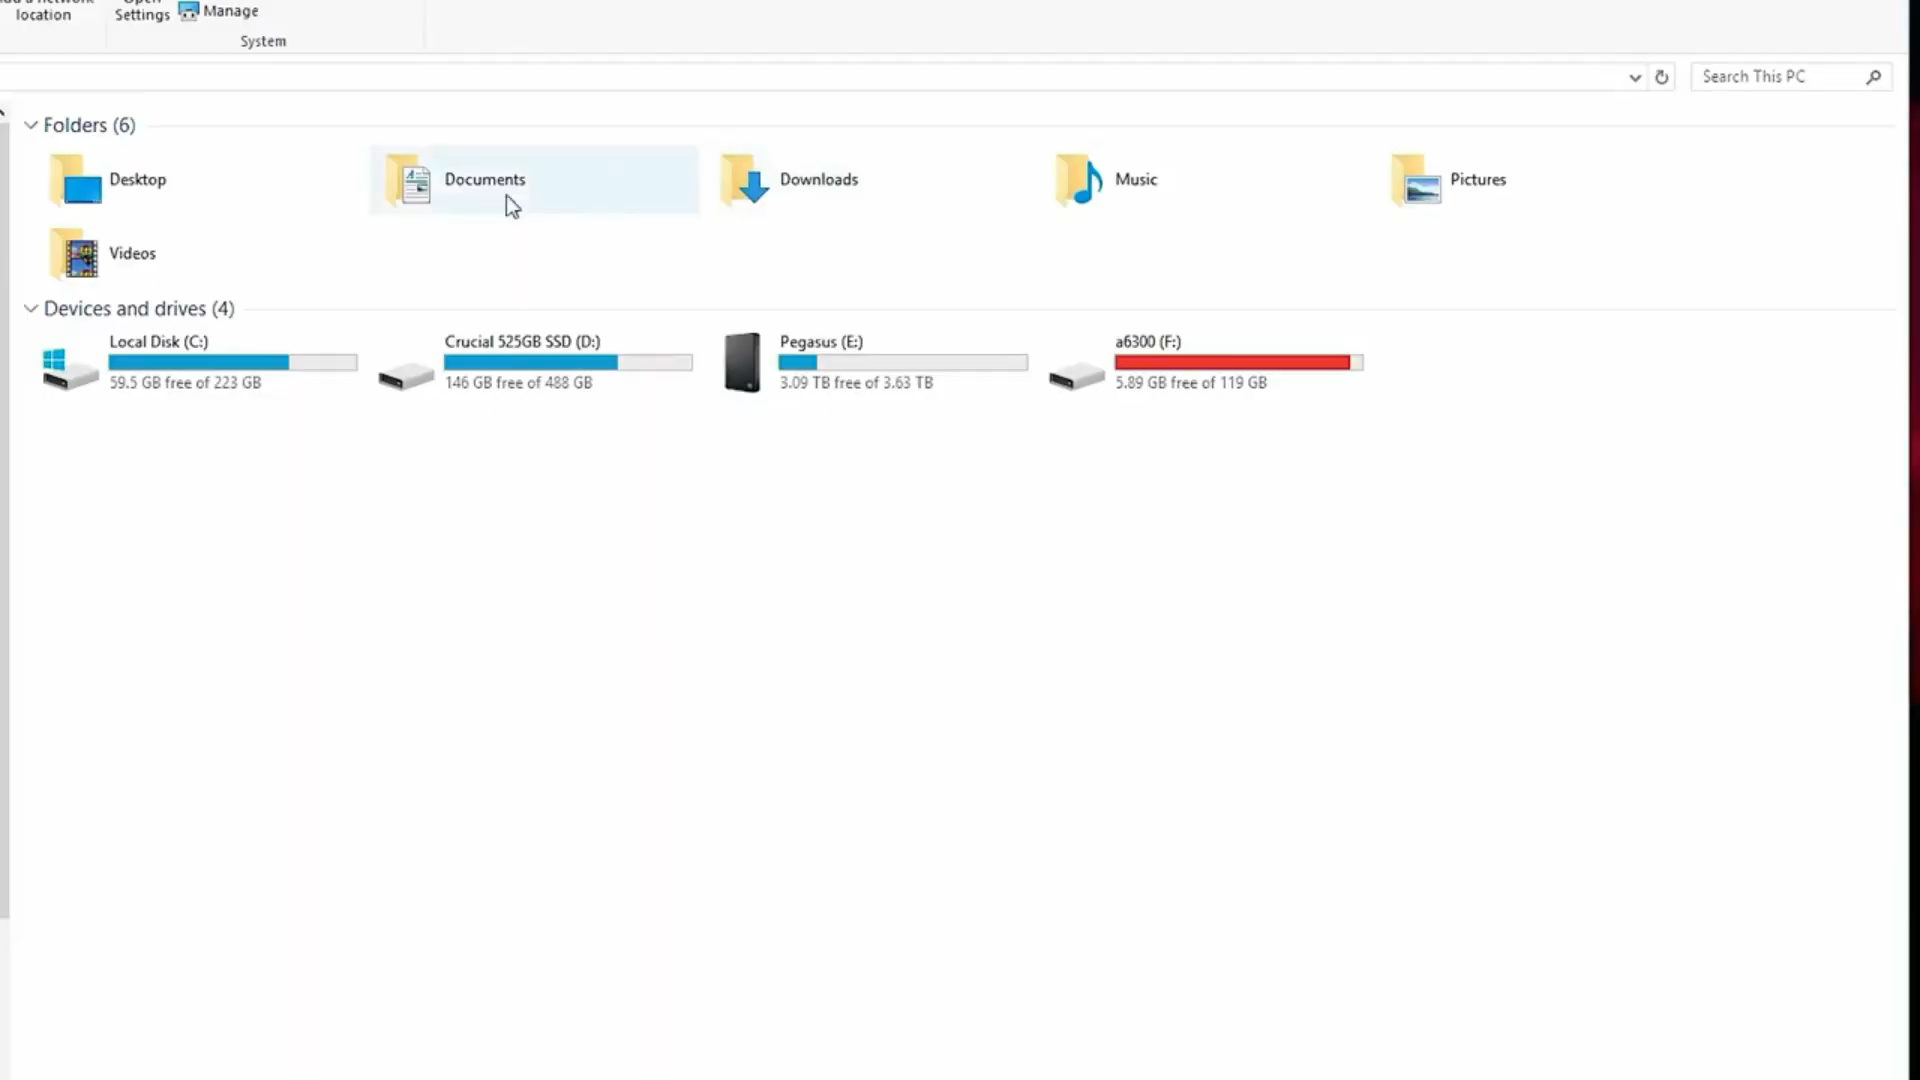 location
Settings
Manage
System
Search This PC
Folders (6)
Desktop
Documents
Downloads
Music
Pictures
Videos
Devices and drives (4)
Local Disk (C:)
59.5 GB free of 223 GB
Crucial 525GB SSD (D:)
146 GB free of 488 GB
Pegasus (E:)
3.09 TB free of 3.63 TB
a6300 (F:)
5.89 GB free of 119 GB